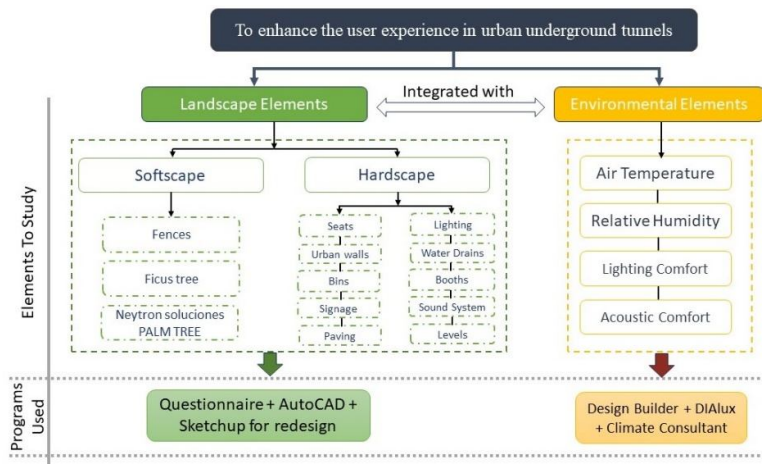 To enhance the user experience in urban underground tunnels
Landscape Elements
Integrated with
Environmental Elements
Elements To Study
Softscape
Hardscape
Fences
Ficus tree
Neytron soluciones
PALM TREE
Seats
Urban walls
Bins
Signage
Paving
Lighting
Water Drains
Booths
Sound System
Levels
Air Temperature
Relative Humidity
Lighting Comfort
Acoustic Comfort
Programs
Used
Questionnaire + AutoCAD +
Sketchup for redesign
Design Builder + DIAlux
+ Climate Consultant